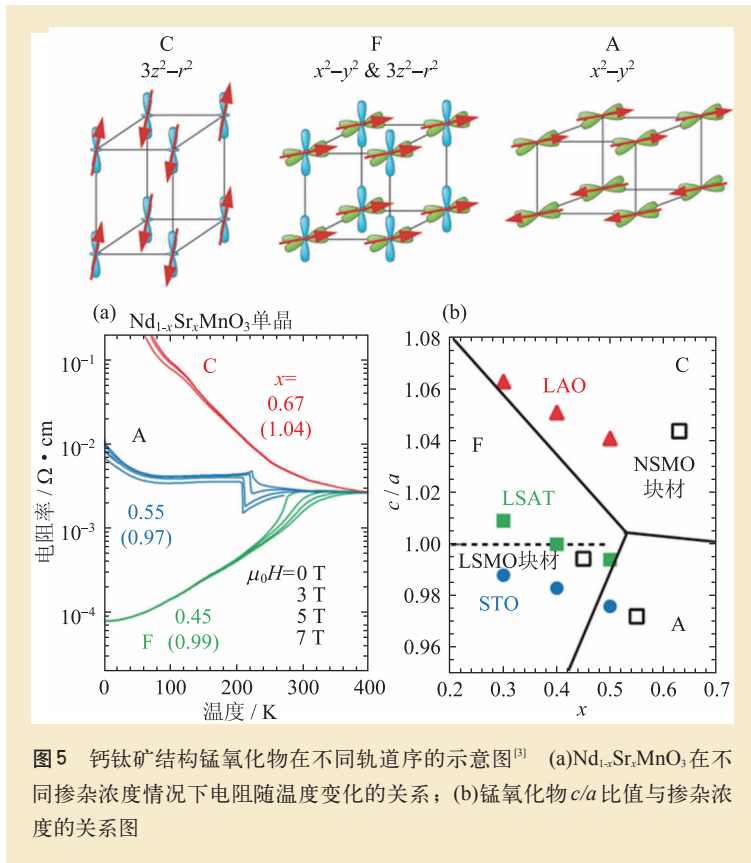 C
3z²–r²
F
x²–y² & 3z²–r²
A
x²–y²
(a)
Nd₁₋ₓSrₓMnO₃单晶
电阻率 / Ω·cm
10⁻¹
10⁻²
10⁻³
10⁻⁴
C
x=
0.67
(1.04)
A
0.55
(0.97)
μ₀H=0 T
3 T
5 T
7 T
0.45
F (0.99)
0
100
200
300
400
温度 / K
(b)
c / a
1.08
1.06
1.04
1.02
1.00
0.98
0.96
C
LAO
F
NSMO
块材
LSAT
LSMO块材
STO
A
0.2
0.3
0.4
0.5
0.6
0.7
x
图5 钙钛矿结构锰氧化物在不同轨道序的示意图[3] (a)Nd₁₋ₓSrₓMnO₃在不
同掺杂浓度情况下电阻随温度变化的关系；(b)锰氧化物c/a比值与掺杂浓
度的关系图